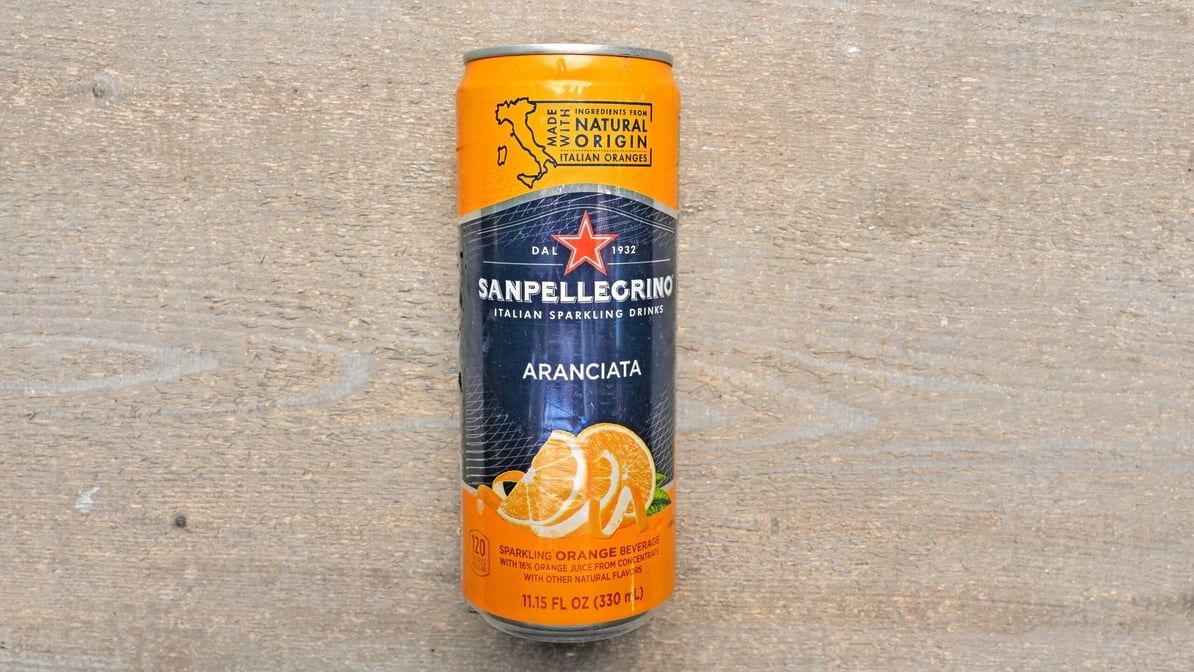 MADE
WITH
INGREDIENTS FROM
NATURAL
ORIGIN
ITALIAN ORANGES
DAL 1932
SANPELLEGRINO
ITALIAN SPARKLING DRINKS
ARANCIATA
120
SPARKLING ORANGE BEVERAGE
WITH 16% ORANGE JUICE FROM CONCENTRATE
WITH OTHER NATURAL FLAVORS
11.15 FL OZ (330 mL)